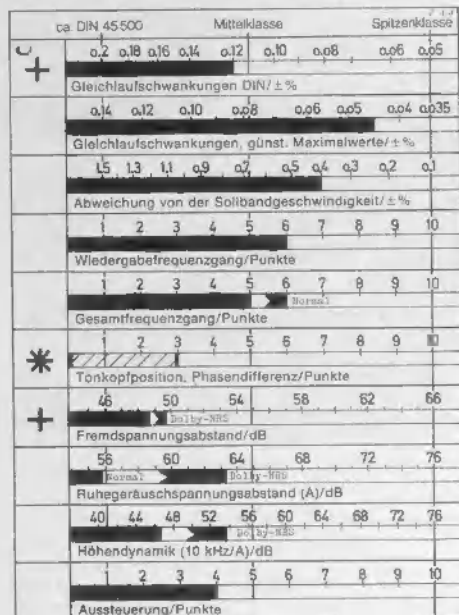 ca. DIN 45500 Mittelklasse Spitzenklasse
0,2 0,18 0,16 0,14 0,12 0,10 0,08 0,06 0,05
+
Gleichlaufschwankungen DIN/±%
0,14 0,12 0,10 0,08 0,06 0,05 0,04 0,035
Gleichlaufschwankungen, günst. Maximalwerte/±%
1,5 1,3 1,1 0,9 0,7 0,5 0,4 0,3 0,2 0,1
Abweichung von der Sollbandgeschwindigkeit/±%
1 2 3 4 5 6 7 8 9 10
Wiedergabefrequenzgang/Punkte
1 2 3 4 5 6 7 8 9 10
Normal
Gesamtfrequenzgang/Punkte
1 2 3 4 5 6 7 8 9 10
*
Tonkopfposition, Phasendifferenz/Punkte
46 50 54 58 62 66
+ Dolby-NRS
Fremdspannungsabstand/dB
56 60 64 68 72 76
Normal Dolby-NRS
Ruhegeräuschspannungsabstand (A)/dB
40 44 48 52 56 60 64 68 72 76
Dolby-NRS
Höhendynamik (10 kHz/A)/dB
1 2 3 4 5 6 7 8 9 10
Aussteuerung/Punkte